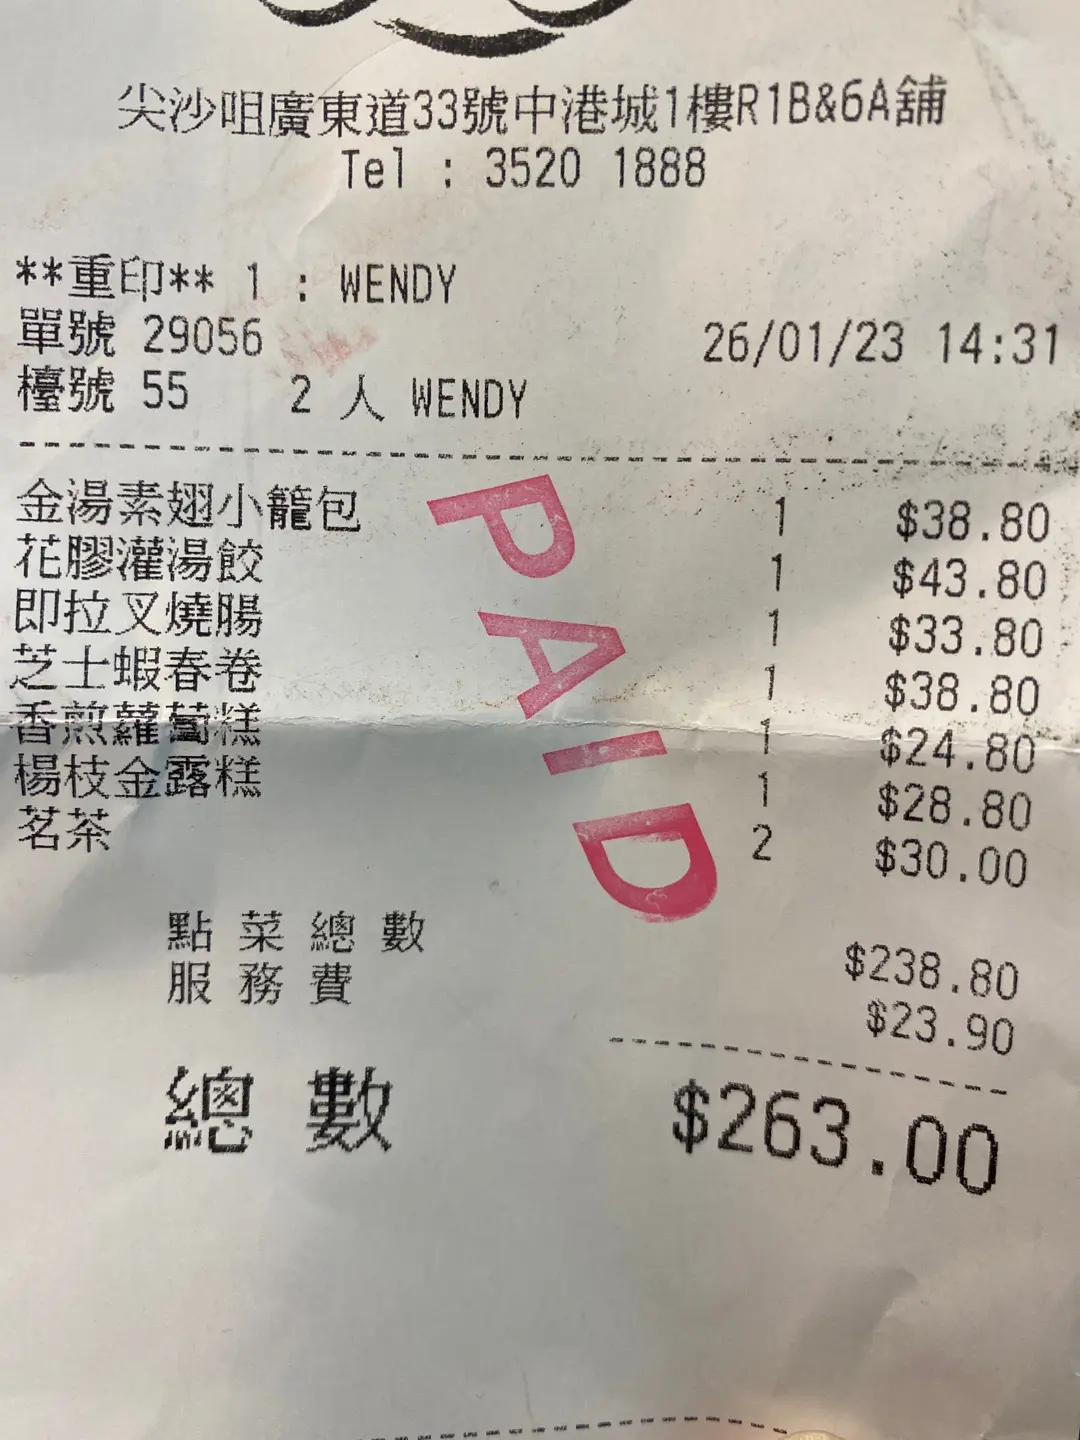 尖沙咀廣東道33號中港城1樓R1B&6A舖
Tel : 3520 1888
**重印** 1 : WENDY
單號 29056 26/01/23 14:31
檯號 55 2 人 WENDY
金湯素翅小籠包 1 $38.80
花膠灌湯餃 1 $43.80
即拉叉燒腸 1 $33.80
芝士蝦春卷 1 $38.80
香煎蘿蔔糕 1 $24.80
楊枝金露糕 1 $28.80
茗茶 2 $30.00
PAID
點菜總數 $238.80
服務費 $23.90
總數 $263.00